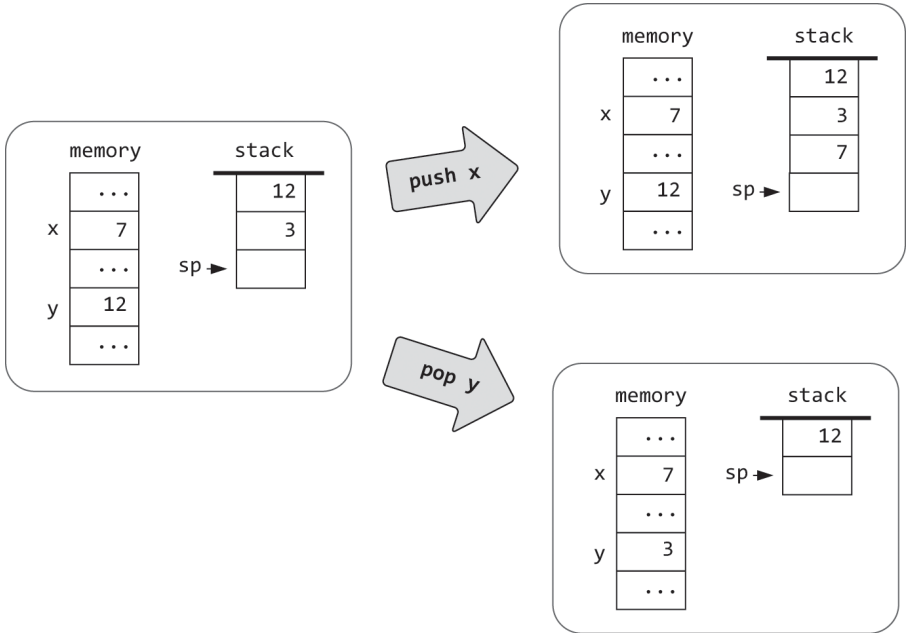 memory stack
...
x 7
...
y 12
...
12
3
sp
push x
pop y
memory stack
...
x 7
...
y 12
...
12
3
7
sp
memory stack
...
x 7
...
y 3
...
12
sp